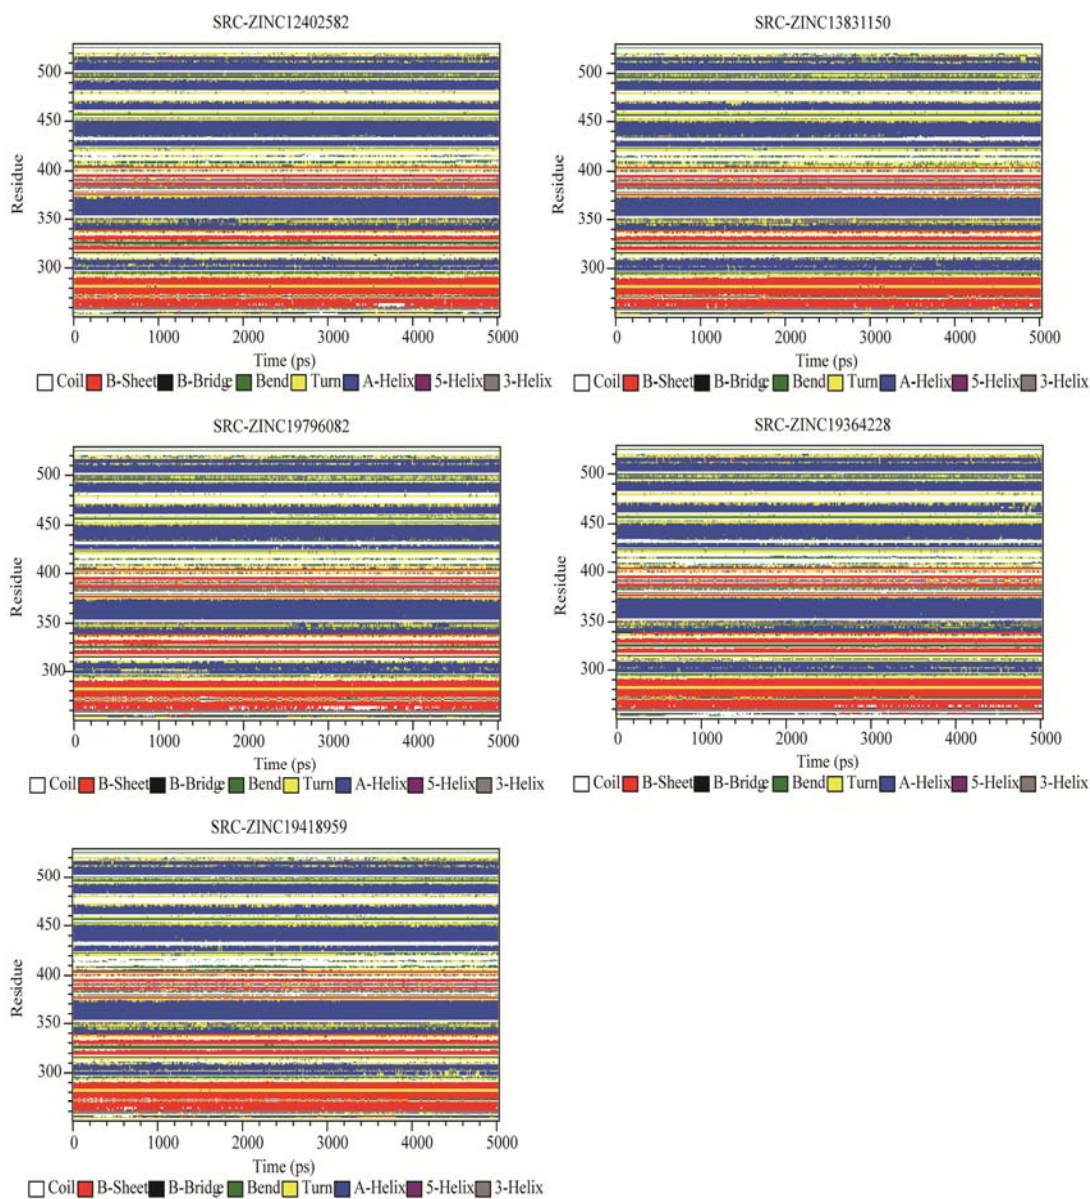 SRC-ZINC12402582
SRC-ZINC13831150
500
450
400
350
300
Residue
0 1000 2000 3000 4000 5000
Time (ps)
Coil B-Sheet B-Bridge Bend Turn A-Helix 5-Helix 3-Helix
500
450
400
350
300
Residue
0 1000 2000 3000 4000 5000
Time (ps)
Coil B-Sheet B-Bridge Bend Turn A-Helix 5-Helix 3-Helix
SRC-ZINC19796082
SRC-ZINC19364228
500
450
400
350
300
Residue
0 1000 2000 3000 4000 5000
Time (ps)
Coil B-Sheet B-Bridge Bend Turn A-Helix 5-Helix 3-Helix
500
450
400
350
300
Residue
0 1000 2000 3000 4000 5000
Time (ps)
Coil B-Sheet B-Bridge Bend Turn A-Helix 5-Helix 3-Helix
SRC-ZINC19418959
500
450
400
350
300
Residue
0 1000 2000 3000 4000 5000
Time (ps)
Coil B-Sheet B-Bridge Bend Turn A-Helix 5-Helix 3-Helix